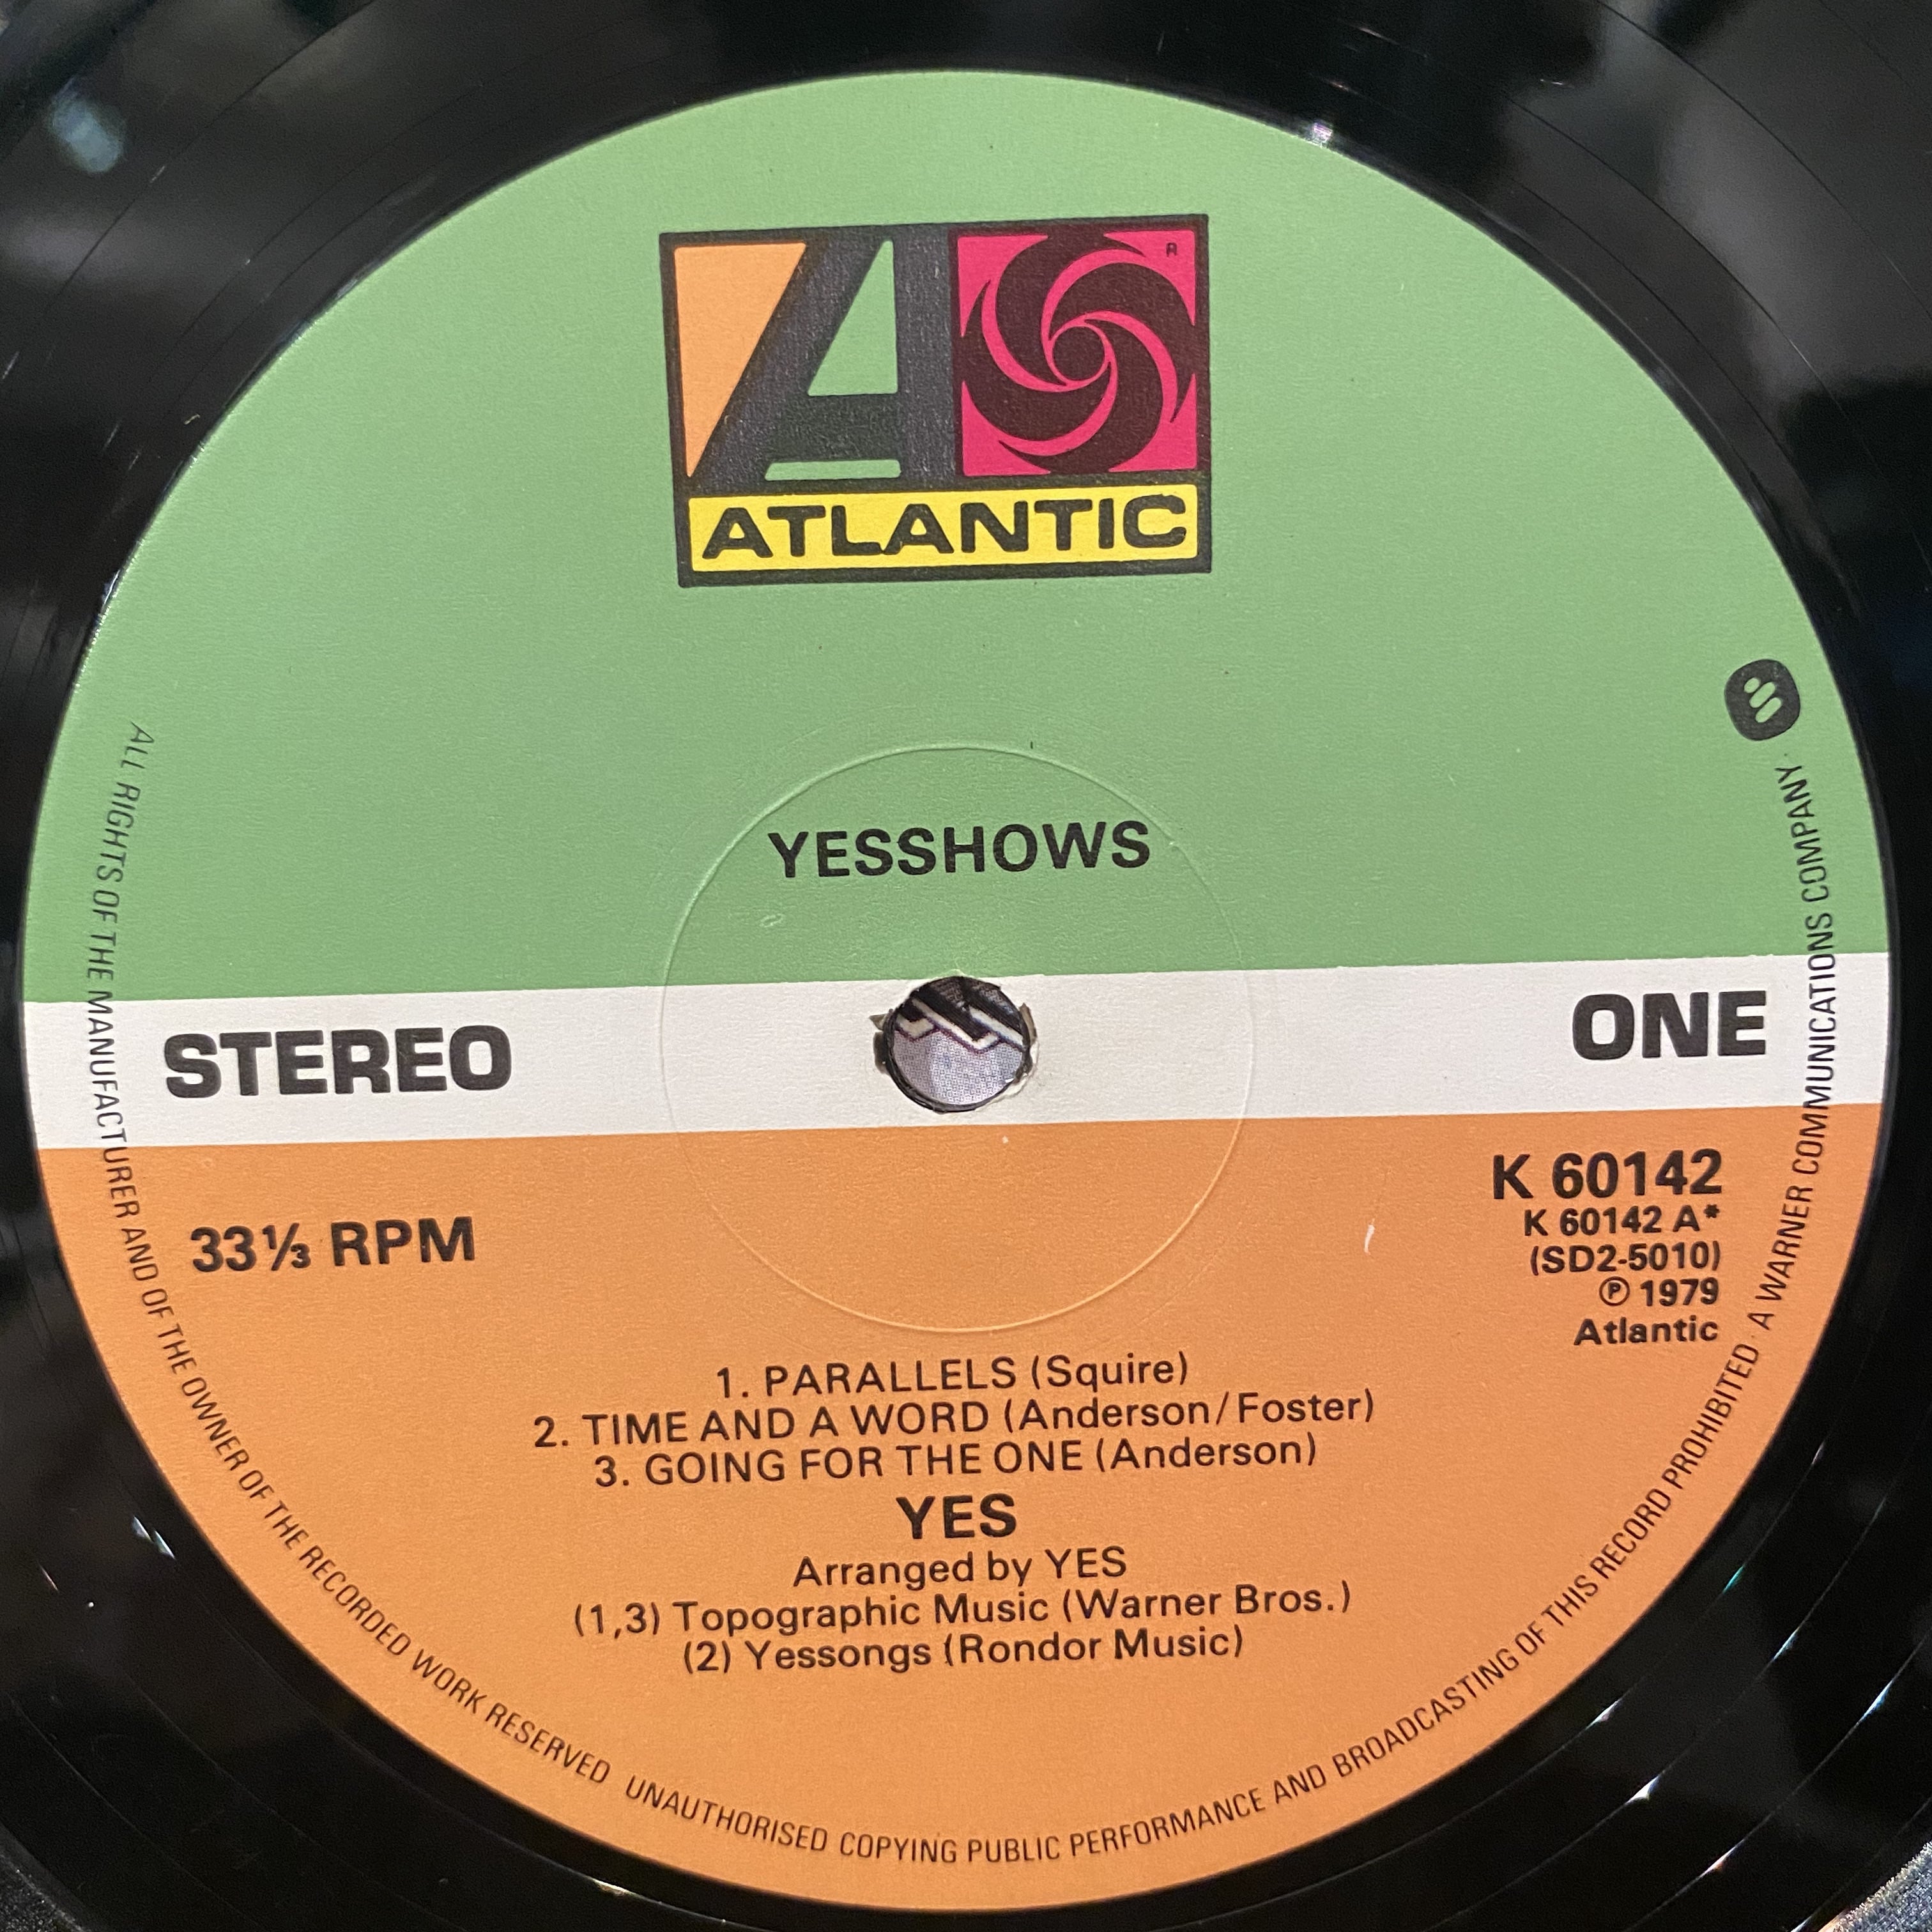 A
ATLANTIC
YESSHOWS
STEREO
ONE
33⅓ RPM
K 60142
K 60142 A*
(SD2-5010)
℗ 1979
Atlantic
1. PARALLELS (Squire)
2. TIME AND A WORD (Anderson/Foster)
3. GOING FOR THE ONE (Anderson)
YES
Arranged by YES
(1,3) Topographic Music (Warner Bros.)
(2) Yessongs (Rondor Music)
ALL RIGHTS OF THE MANUFACTURER AND OF THE OWNER OF THE RECORDED WORK RESERVED UNAUTHORISED COPYING PUBLIC PERFORMANCE AND BROADCASTING OF THIS RECORD PROHIBITED · A WARNER COMMUNICATIONS COMPANY ·